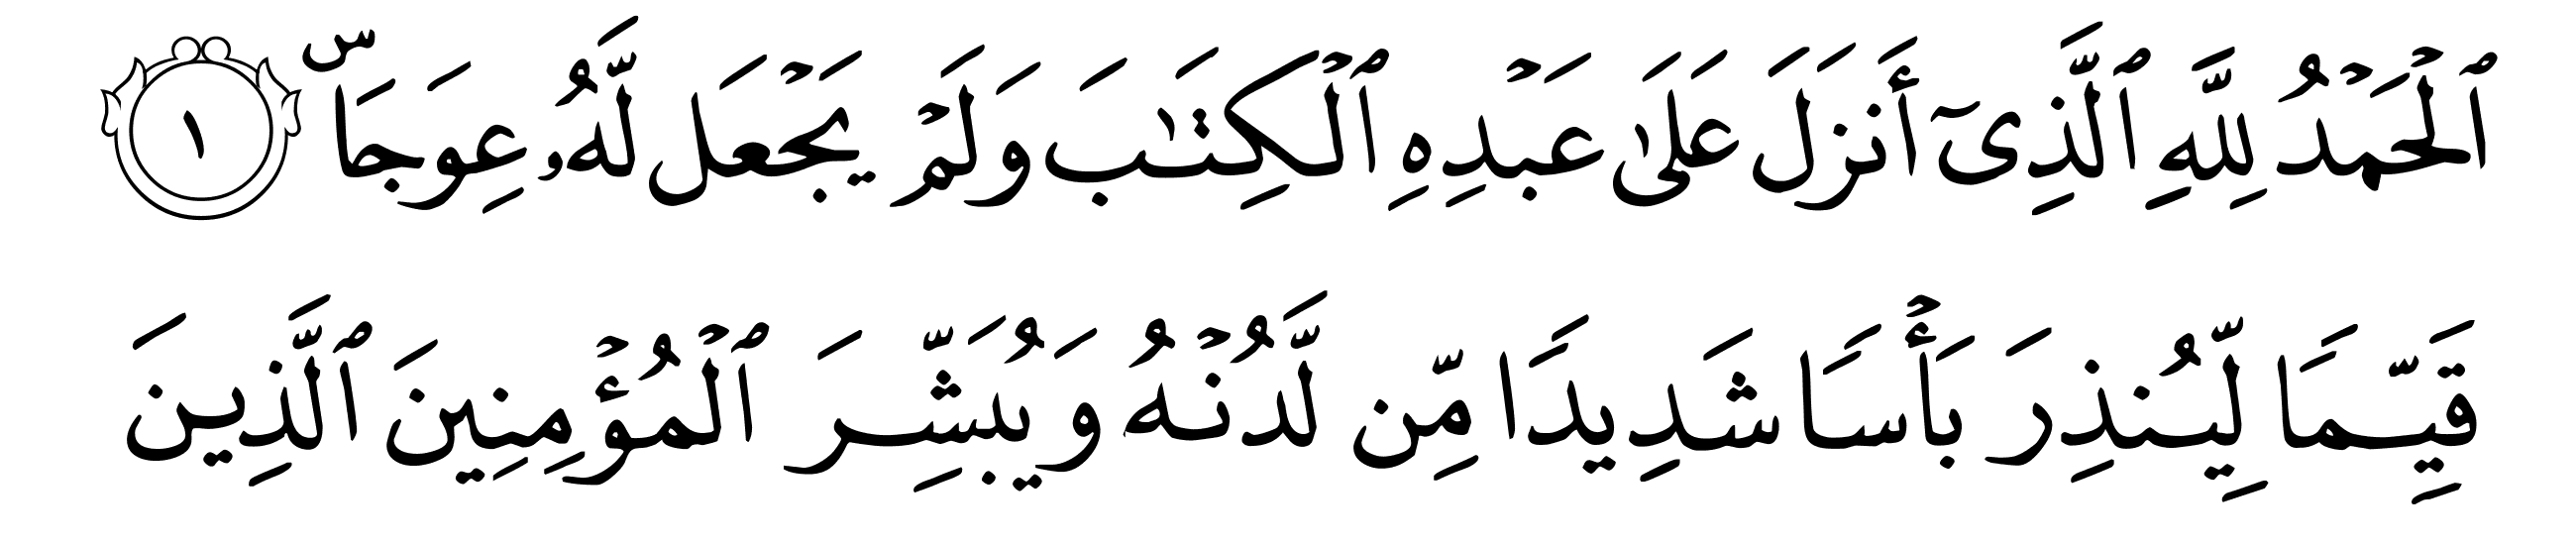 ٱلۡحَمۡدُ لِلَّهِ ٱلَّذِىٓ أَنزَلَ عَلَىٰ عَبۡدِهِ ٱلۡكِتَٰبَ وَلَمۡ يَجۡعَل لَّهُۥ عِوَجَاۜ ١
قَيِّمًا لِّيُنذِرَ بَأۡسًا شَدِيدًا مِّن لَّدُنۡهُ وَيُبَشِّرَ ٱلۡمُؤۡمِنِينَ ٱلَّذِينَ